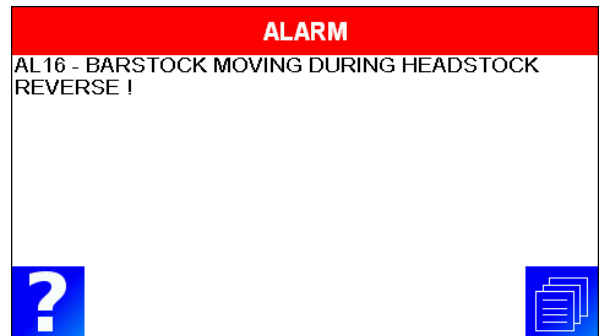 ALARM
AL16 - BARSTOCK MOVING DURING HEADSTOCK
REVERSE !
?